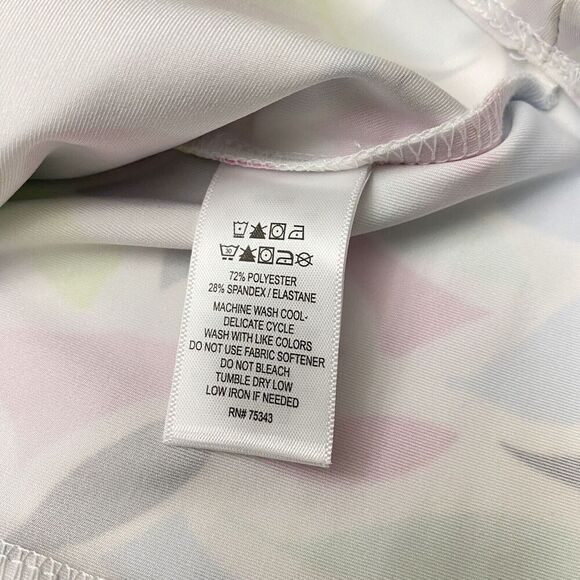 30
72% POLYESTER
28% SPANDEX / ELASTANE
MACHINE WASH COOL-
DELICATE CYCLE
WASH WITH LIKE COLORS
DO NOT USE FABRIC SOFTENER
DO NOT BLEACH
TUMBLE DRY LOW
LOW IRON IF NEEDED
RN# 75343